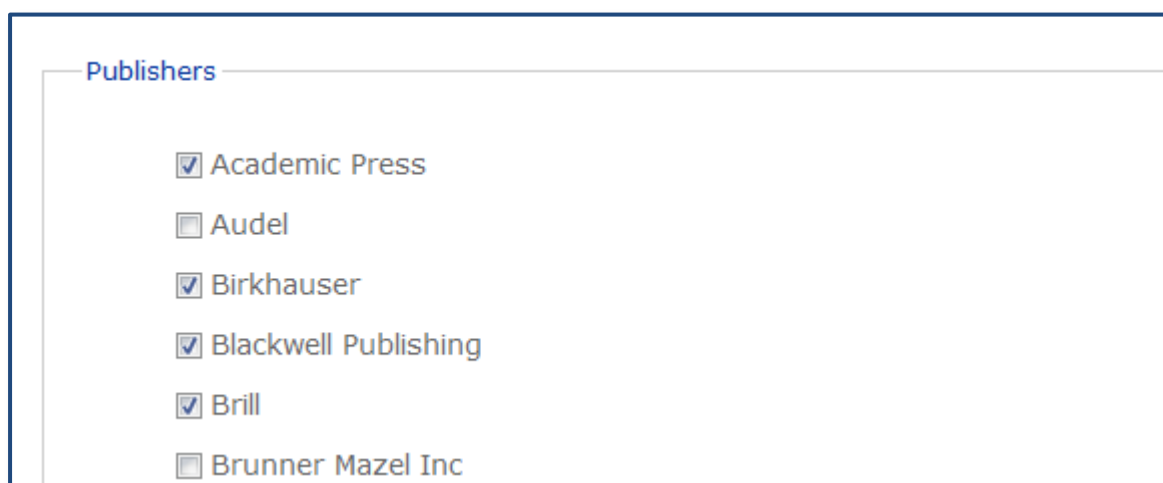 Publishers
Academic Press
Audel
Birkhauser
Blackwell Publishing
Brill
Brunner Mazel Inc